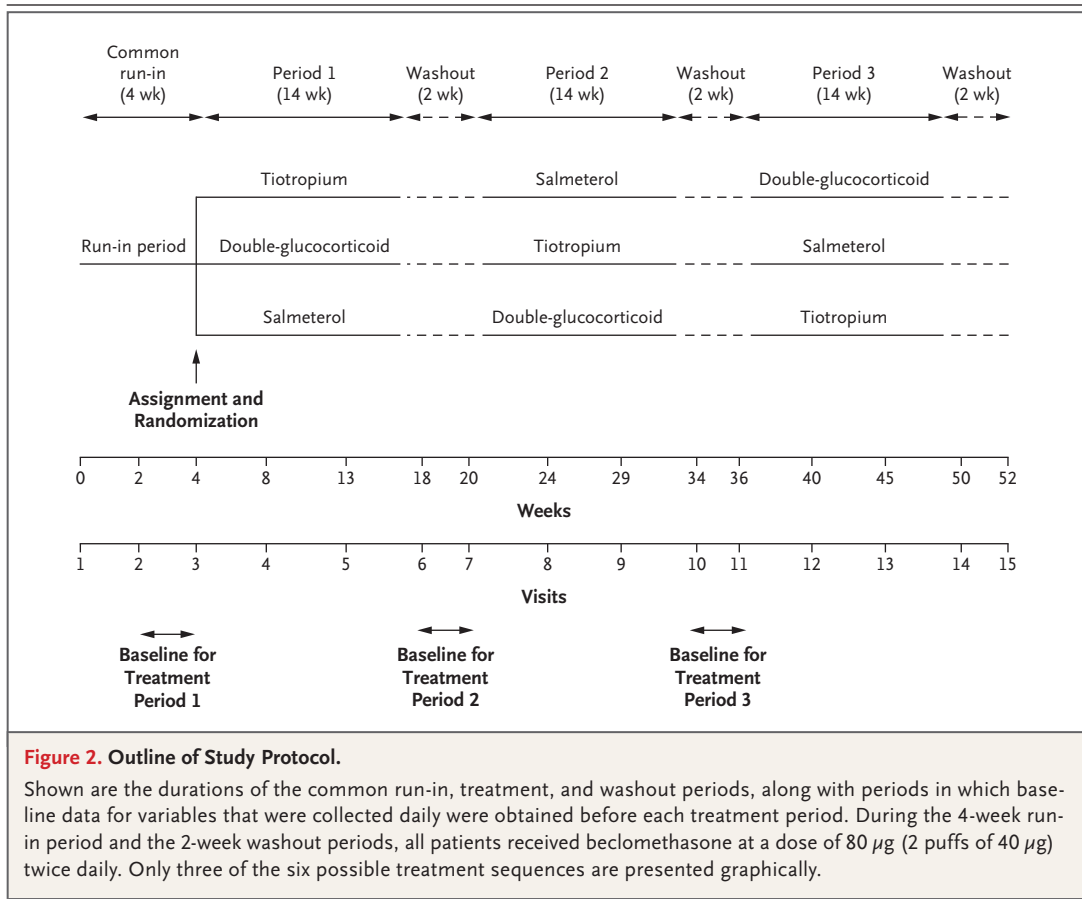 Common
run-in
(4 wk)
Period 1
(14 wk)
Washout
(2 wk)
Period 2
(14 wk)
Washout
(2 wk)
Period 3
(14 wk)
Washout
(2 wk)
Tiotropium Salmeterol Double-glucocorticoid
Run-in period Double-glucocorticoid Tiotropium Salmeterol
Salmeterol Double-glucocorticoid Tiotropium
Assignment and
Randomization
0 2 4 8 13 18 20 24 29 34 36 40 45 50 52
Weeks
1 2 3 4 5 6 7 8 9 10 11 12 13 14 15
Visits
Baseline for
Treatment
Period 1
Baseline for
Treatment
Period 2
Baseline for
Treatment
Period 3
Figure 2. Outline of Study Protocol.
Shown are the durations of the common run-in, treatment, and washout periods, along with periods in which base-
line data for variables that were collected daily were obtained before each treatment period. During the 4-week run-
in period and the 2-week washout periods, all patients received beclomethasone at a dose of 80 µg (2 puffs of 40 µg)
twice daily. Only three of the six possible treatment sequences are presented graphically.